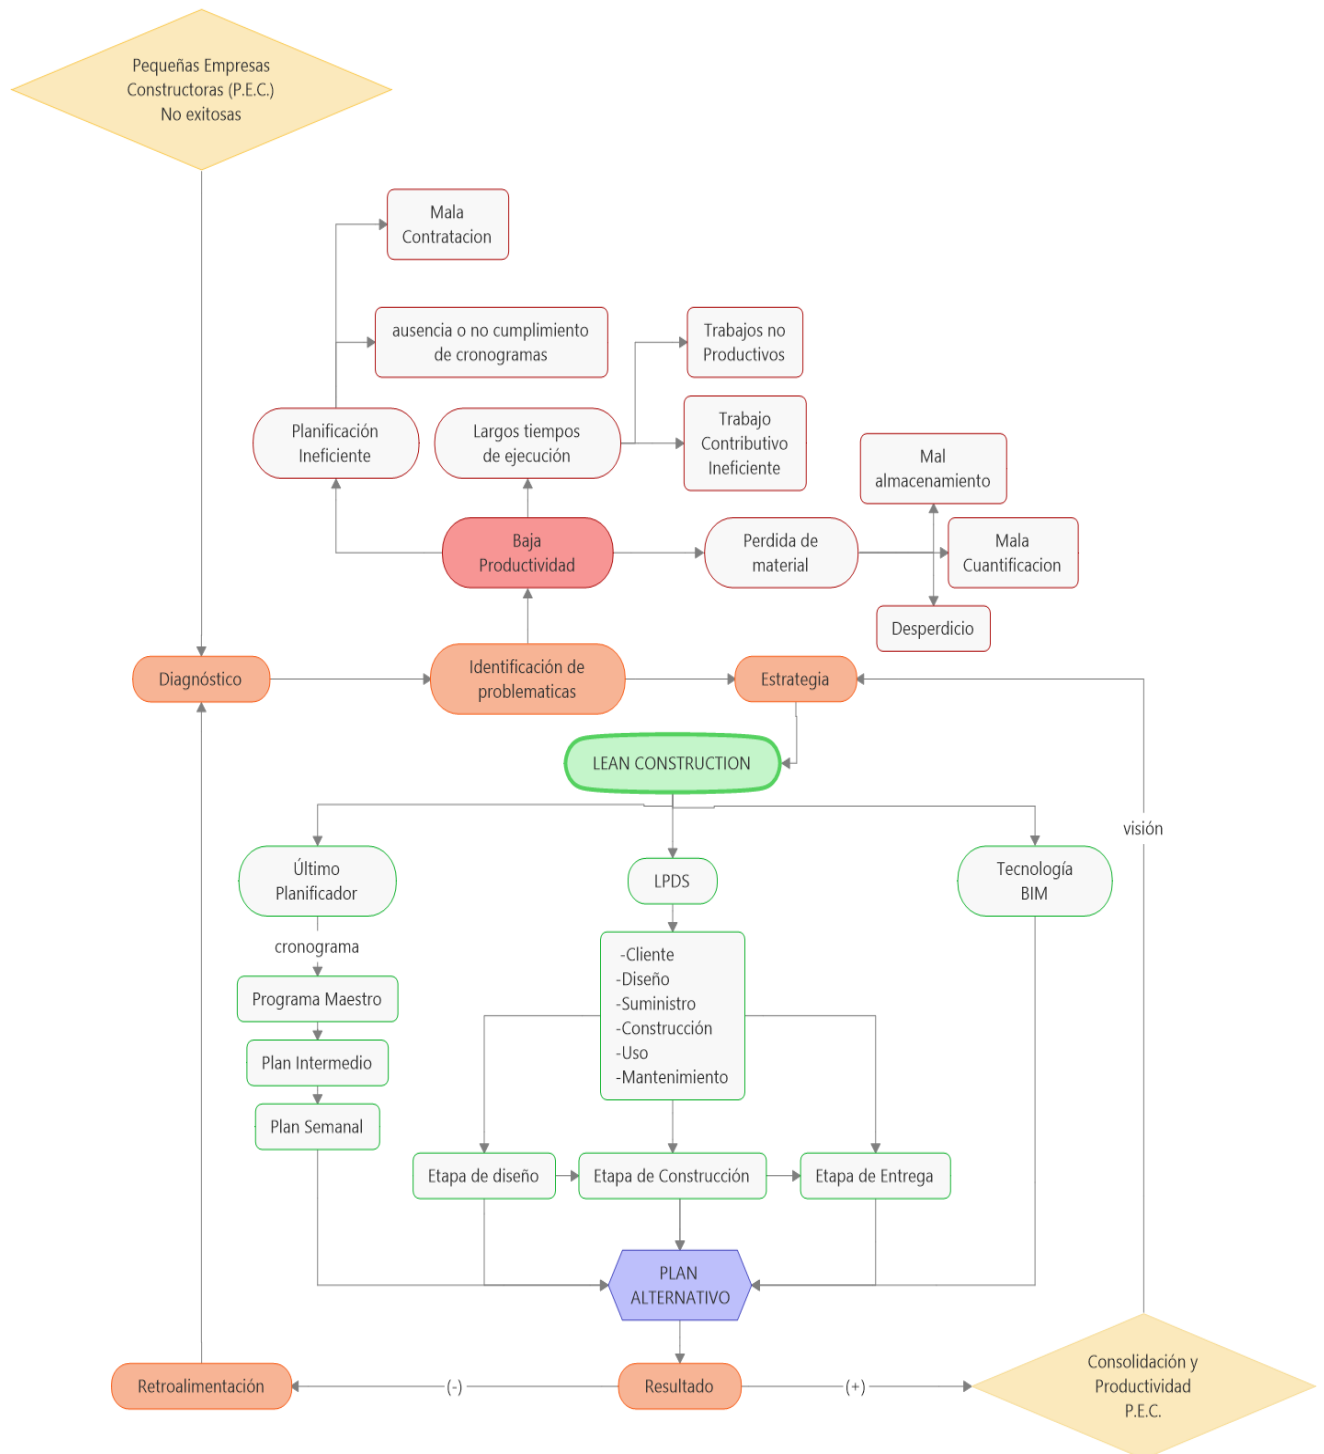 Pequeñas Empresas
Constructoras (P.E.C.)
No exitosas
Mala
Contratacion
ausencia o no cumplimiento
de cronogramas
Trabajos no
Productivos
Planificación
Ineficiente
Largos tiempos
de ejecución
Trabajo
Contributivo
Ineficiente
Mal
almacenamiento
Baja
Productividad
Perdida de
material
Mala
Cuantificacion
Desperdicio
Diagnóstico
Identificación de
problematicas
Estrategia
LEAN CONSTRUCTION
visión
Último
Planificador
LPDS
Tecnología
BIM
cronograma
Programa Maestro
Plan Intermedio
Plan Semanal
-Cliente
-Diseño
-Suministro
-Construcción
-Uso
-Mantenimiento
Etapa de diseño
Etapa de Construcción
Etapa de Entrega
PLAN
ALTERNATIVO
Retroalimentación
(-)
Resultado
(+)
Consolidación y
Productividad
P.E.C.